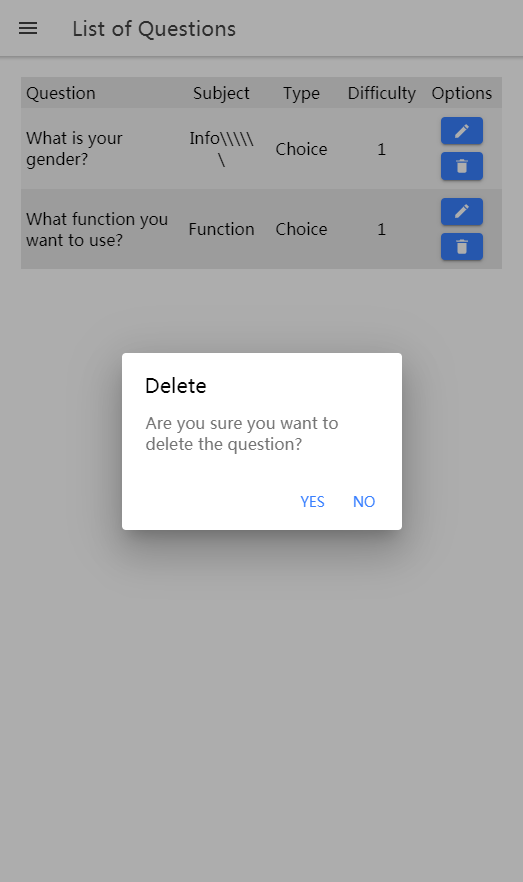 List of Questions
Question Subject Type Difficulty Options
What is your
gender?
Info\\\\\
\
Choice
1
What function you
want to use?
Function
Choice
1
Delete
Are you sure you want to
delete the question?
YES NO